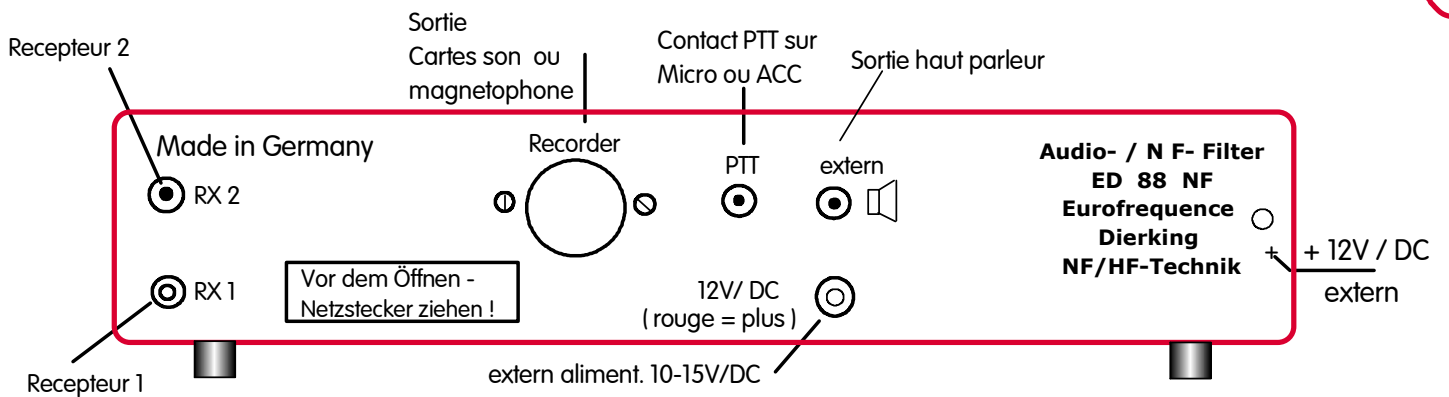 Recepteur 2
Sortie
Cartes son ou
magnetophone
Contact PTT sur
Micro ou ACC
Sortie haut parleur
Made in Germany
Recorder
PTT
extern
RX 2
Audio- / N F- Filter
ED 88 NF
Eurofrequence
Dierking
NF/HF-Technik
RX 1
Vor dem Öffnen -
Netzstecker ziehen !
12V/ DC
( rouge = plus )
+
+ 12V / DC
extern
Recepteur 1
extern aliment. 10-15V/DC